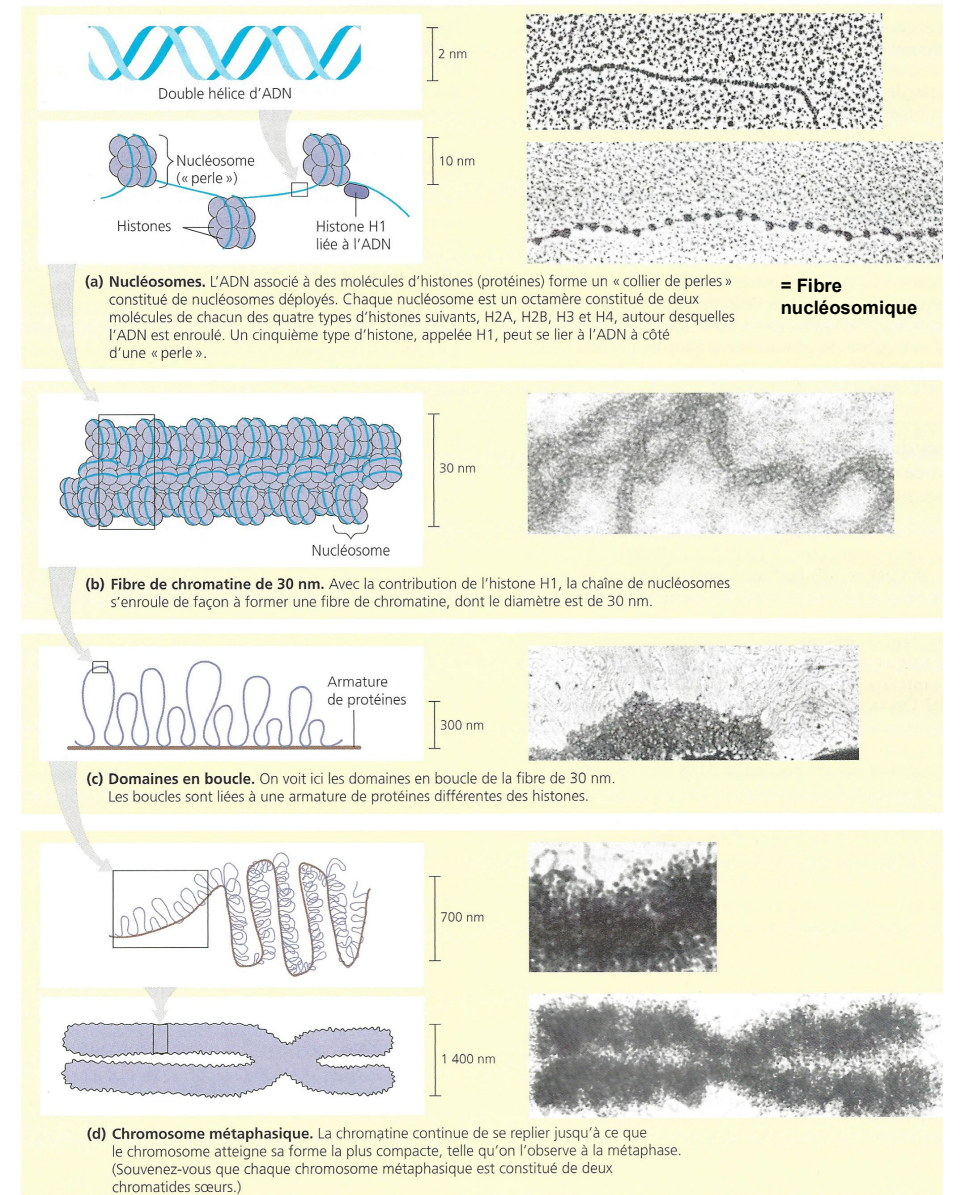 2 nm
Double hélice d'ADN
Nucléosome
(« perle »)
10 nm
Histones
Histone H1
liée à l'ADN
(a) Nucléosomes. L'ADN associé à des molécules d'histones (protéines) forme un « collier de perles »
constitué de nucléosomes déployés. Chaque nucléosome est un octamère constitué de deux
molécules de chacun des quatre types d'histones suivants, H2A, H2B, H3 et H4, autour desquelles
l'ADN est enroulé. Un cinquième type d'histone, appelée H1, peut se lier à l'ADN à côté
d'une « perle ».
= Fibre
nucléosomique
30 nm
Nucléosome
(b) Fibre de chromatine de 30 nm. Avec la contribution de l'histone H1, la chaîne de nucléosomes
s'enroule de façon à former une fibre de chromatine, dont le diamètre est de 30 nm.
Armature
de protéines
300 nm
(c) Domaines en boucle. On voit ici les domaines en boucle de la fibre de 30 nm.
Les boucles sont liées à une armature de protéines différentes des histones.
700 nm
1 400 nm
(d) Chromosome métaphasique. La chromatine continue de se replier jusqu'à ce que
le chromosome atteigne sa forme la plus compacte, telle qu'on l'observe à la métaphase.
(Souvenez-vous que chaque chromosome métaphasique est constitué de deux
chromatides sœurs.)